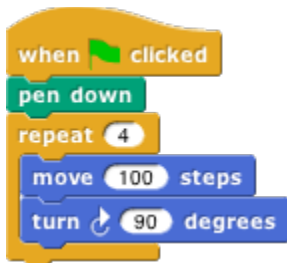 when clicked
pen down
repeat 4
move 100 steps
turn 90 degrees